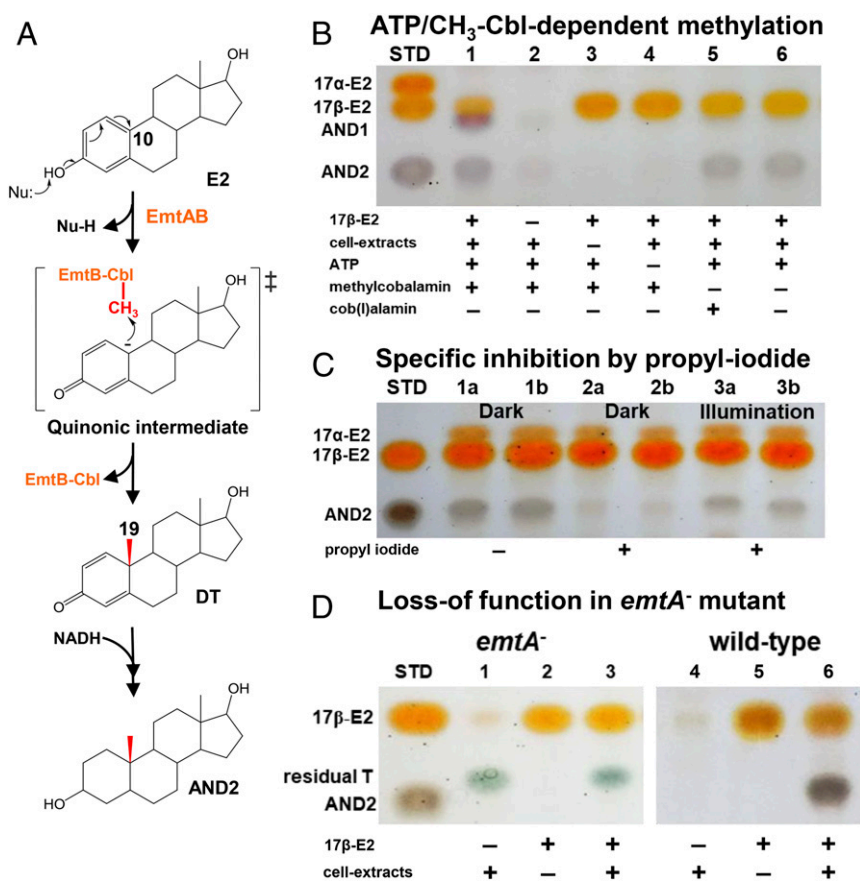 A
OH
10
HO
E2
Nu:
Nu-H
EmtAB
EmtB-Cbl
CH3
OH
‡
-
O
Quinonic intermediate
EmtB-Cbl
19
OH
O
DT
NADH
OH
HO
AND2
B ATP/CH3-Cbl-dependent methylation
STD 1 2 3 4 5 6
17α-E2
17β-E2
AND1
AND2
17β-E2 + – + + + +
cell-extracts + + – + + +
ATP + + + – + +
methylcobalamin + + + + – –
cob(I)alamin – – – – + –
C Specific inhibition by propyl-iodide
STD 1a 1b 2a 2b 3a 3b
Dark Dark Illumination
17α-E2
17β-E2
AND2
propyl iodide – + +
D Loss-of function in emtA- mutant
emtA- wild-type
STD 1 2 3 4 5 6
17β-E2
residual T
AND2
17β-E2 – + + – + +
cell-extracts + – + + – +